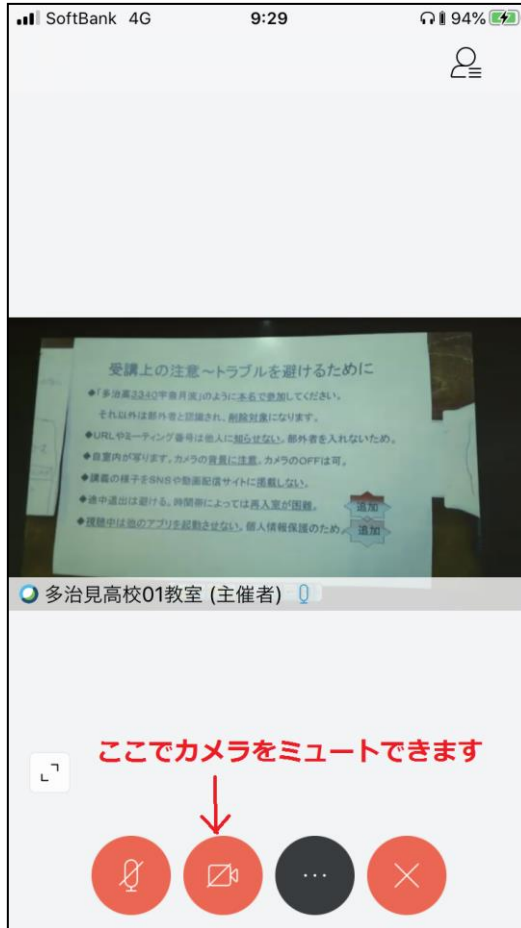 SoftBank 4G 9:29 94%
受講上の注意~トラブルを避けるために
◆「多治高3340宇奈月渓」のように本名で参加してください。
それ以外は部外者と認識され、削除対象になります。
◆URLやミーティング番号は他人に知らせない。部外者を入れないため。
◆自室内が写ります。カメラの背景に注意。カメラのOFFは可。
◆講義の様子をSNSや動画配信サイトに掲載しない。
◆途中退出は避ける。時間帯によっては再入室が困難。 追加
◆視聴中は他のアプリを起動させない。個人情報保護のため。 追加
多治見高校01教室 (主催者)
ここでカメラをミュートできます